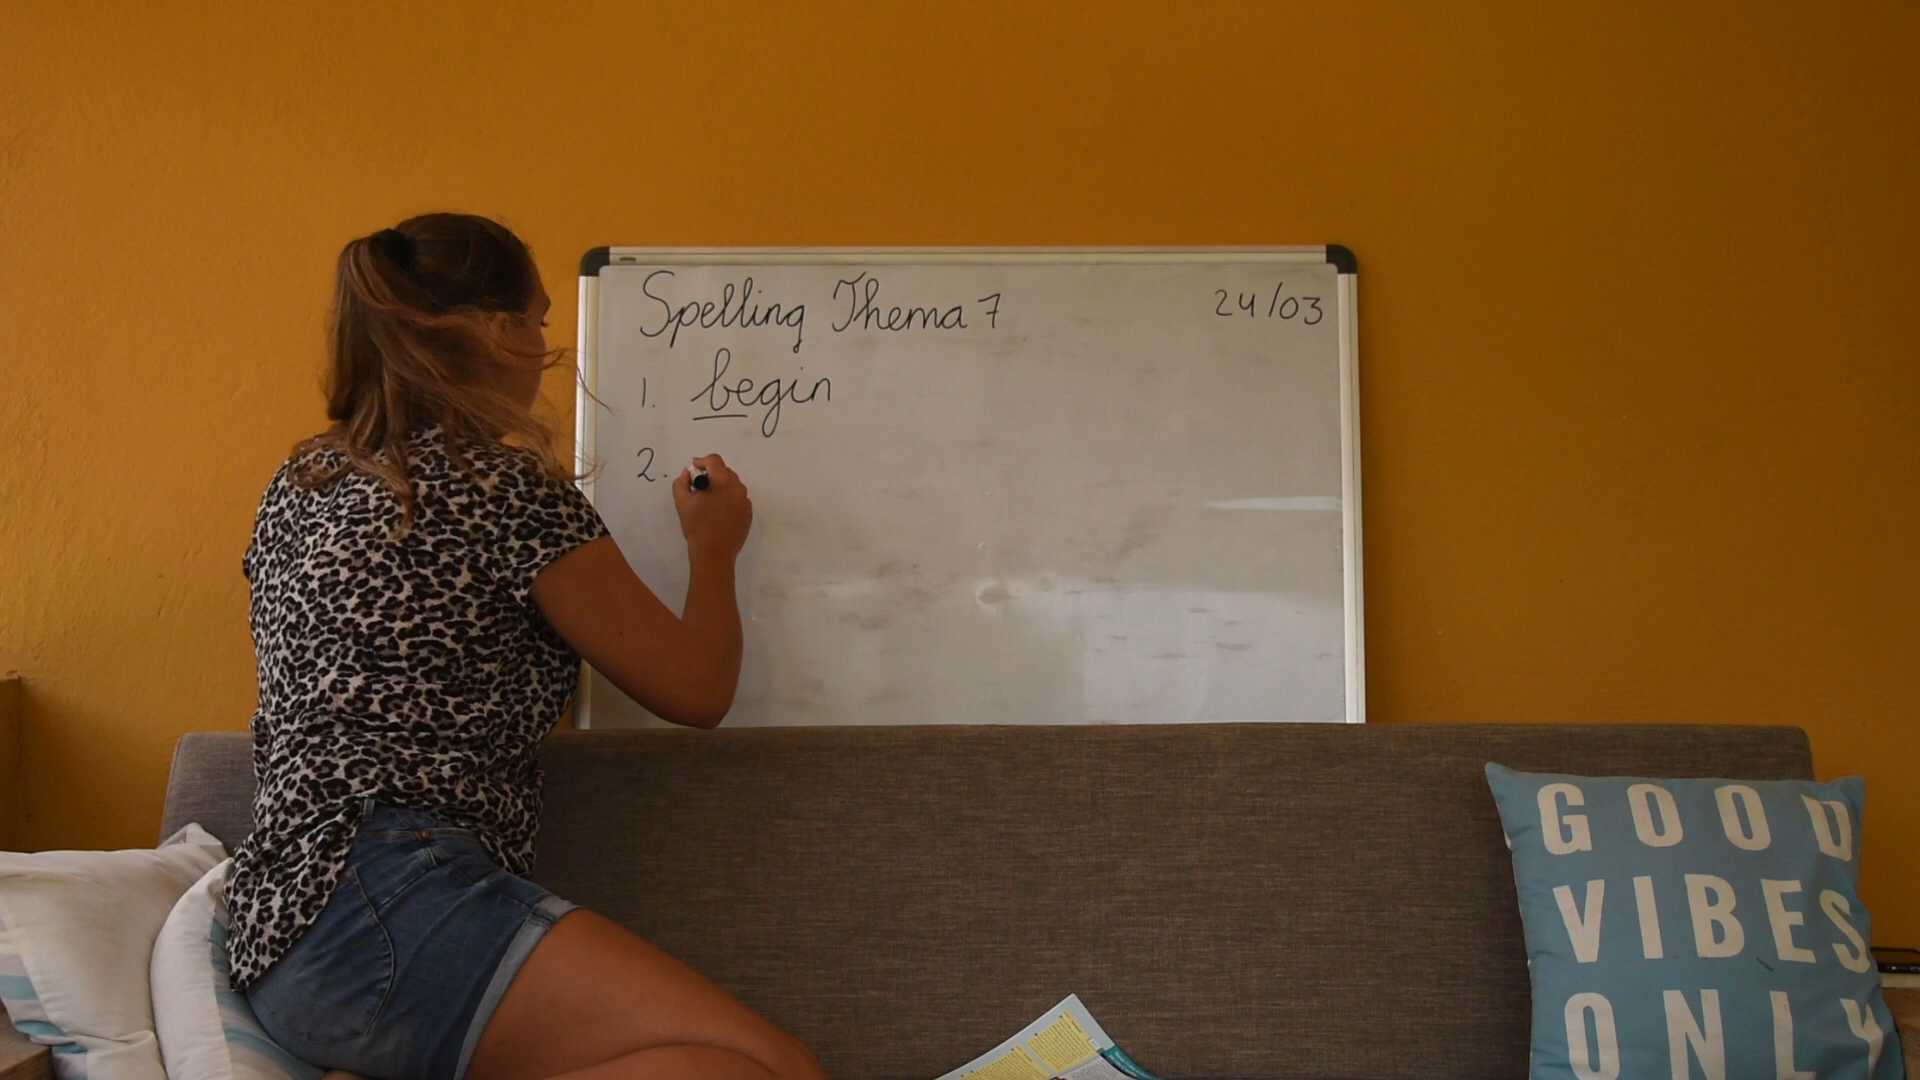 Spelling Thema 7 24/03
1. begin
2.
GOOD
VIBES
ONLY